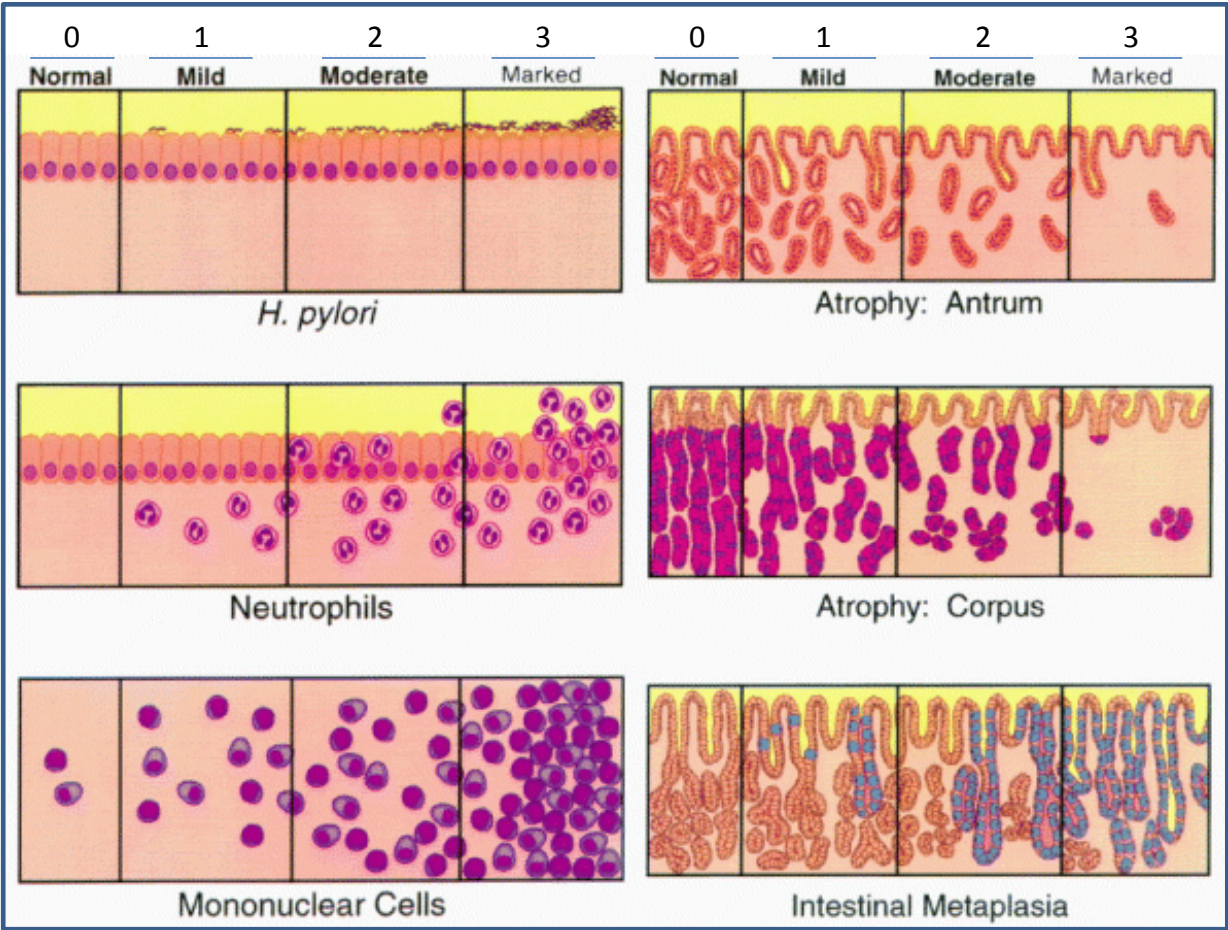 0 1 2 3 0 1 2 3
Normal Mild Moderate Marked Normal Mild Moderate Marked
H. pylori
Atrophy: Antrum
Neutrophils
Atrophy: Corpus
Mononuclear Cells
Intestinal Metaplasia